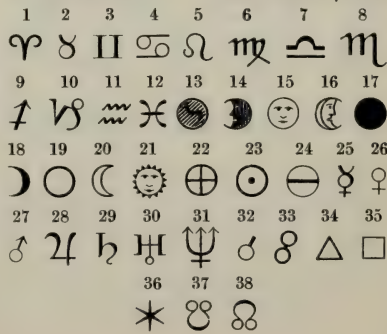 1 2 3 4 5 6 7 8
♈ ♉ ♊ ♋ ♌ ♍ ♎ ♏
9 10 11 12 13 14 15 16 17
♐ ♑ ♒ ♓
18 19 20 21 22 23 24 25 26
☽ ○ ☾ ⊕ ☉ ⊖ ☿ ♀
27 28 29 30 31 32 33 34 35
♂ ♃ ♄ ♅ ♆ ☌ ☍ △ □
36 37 38
✶ ☋ ☊